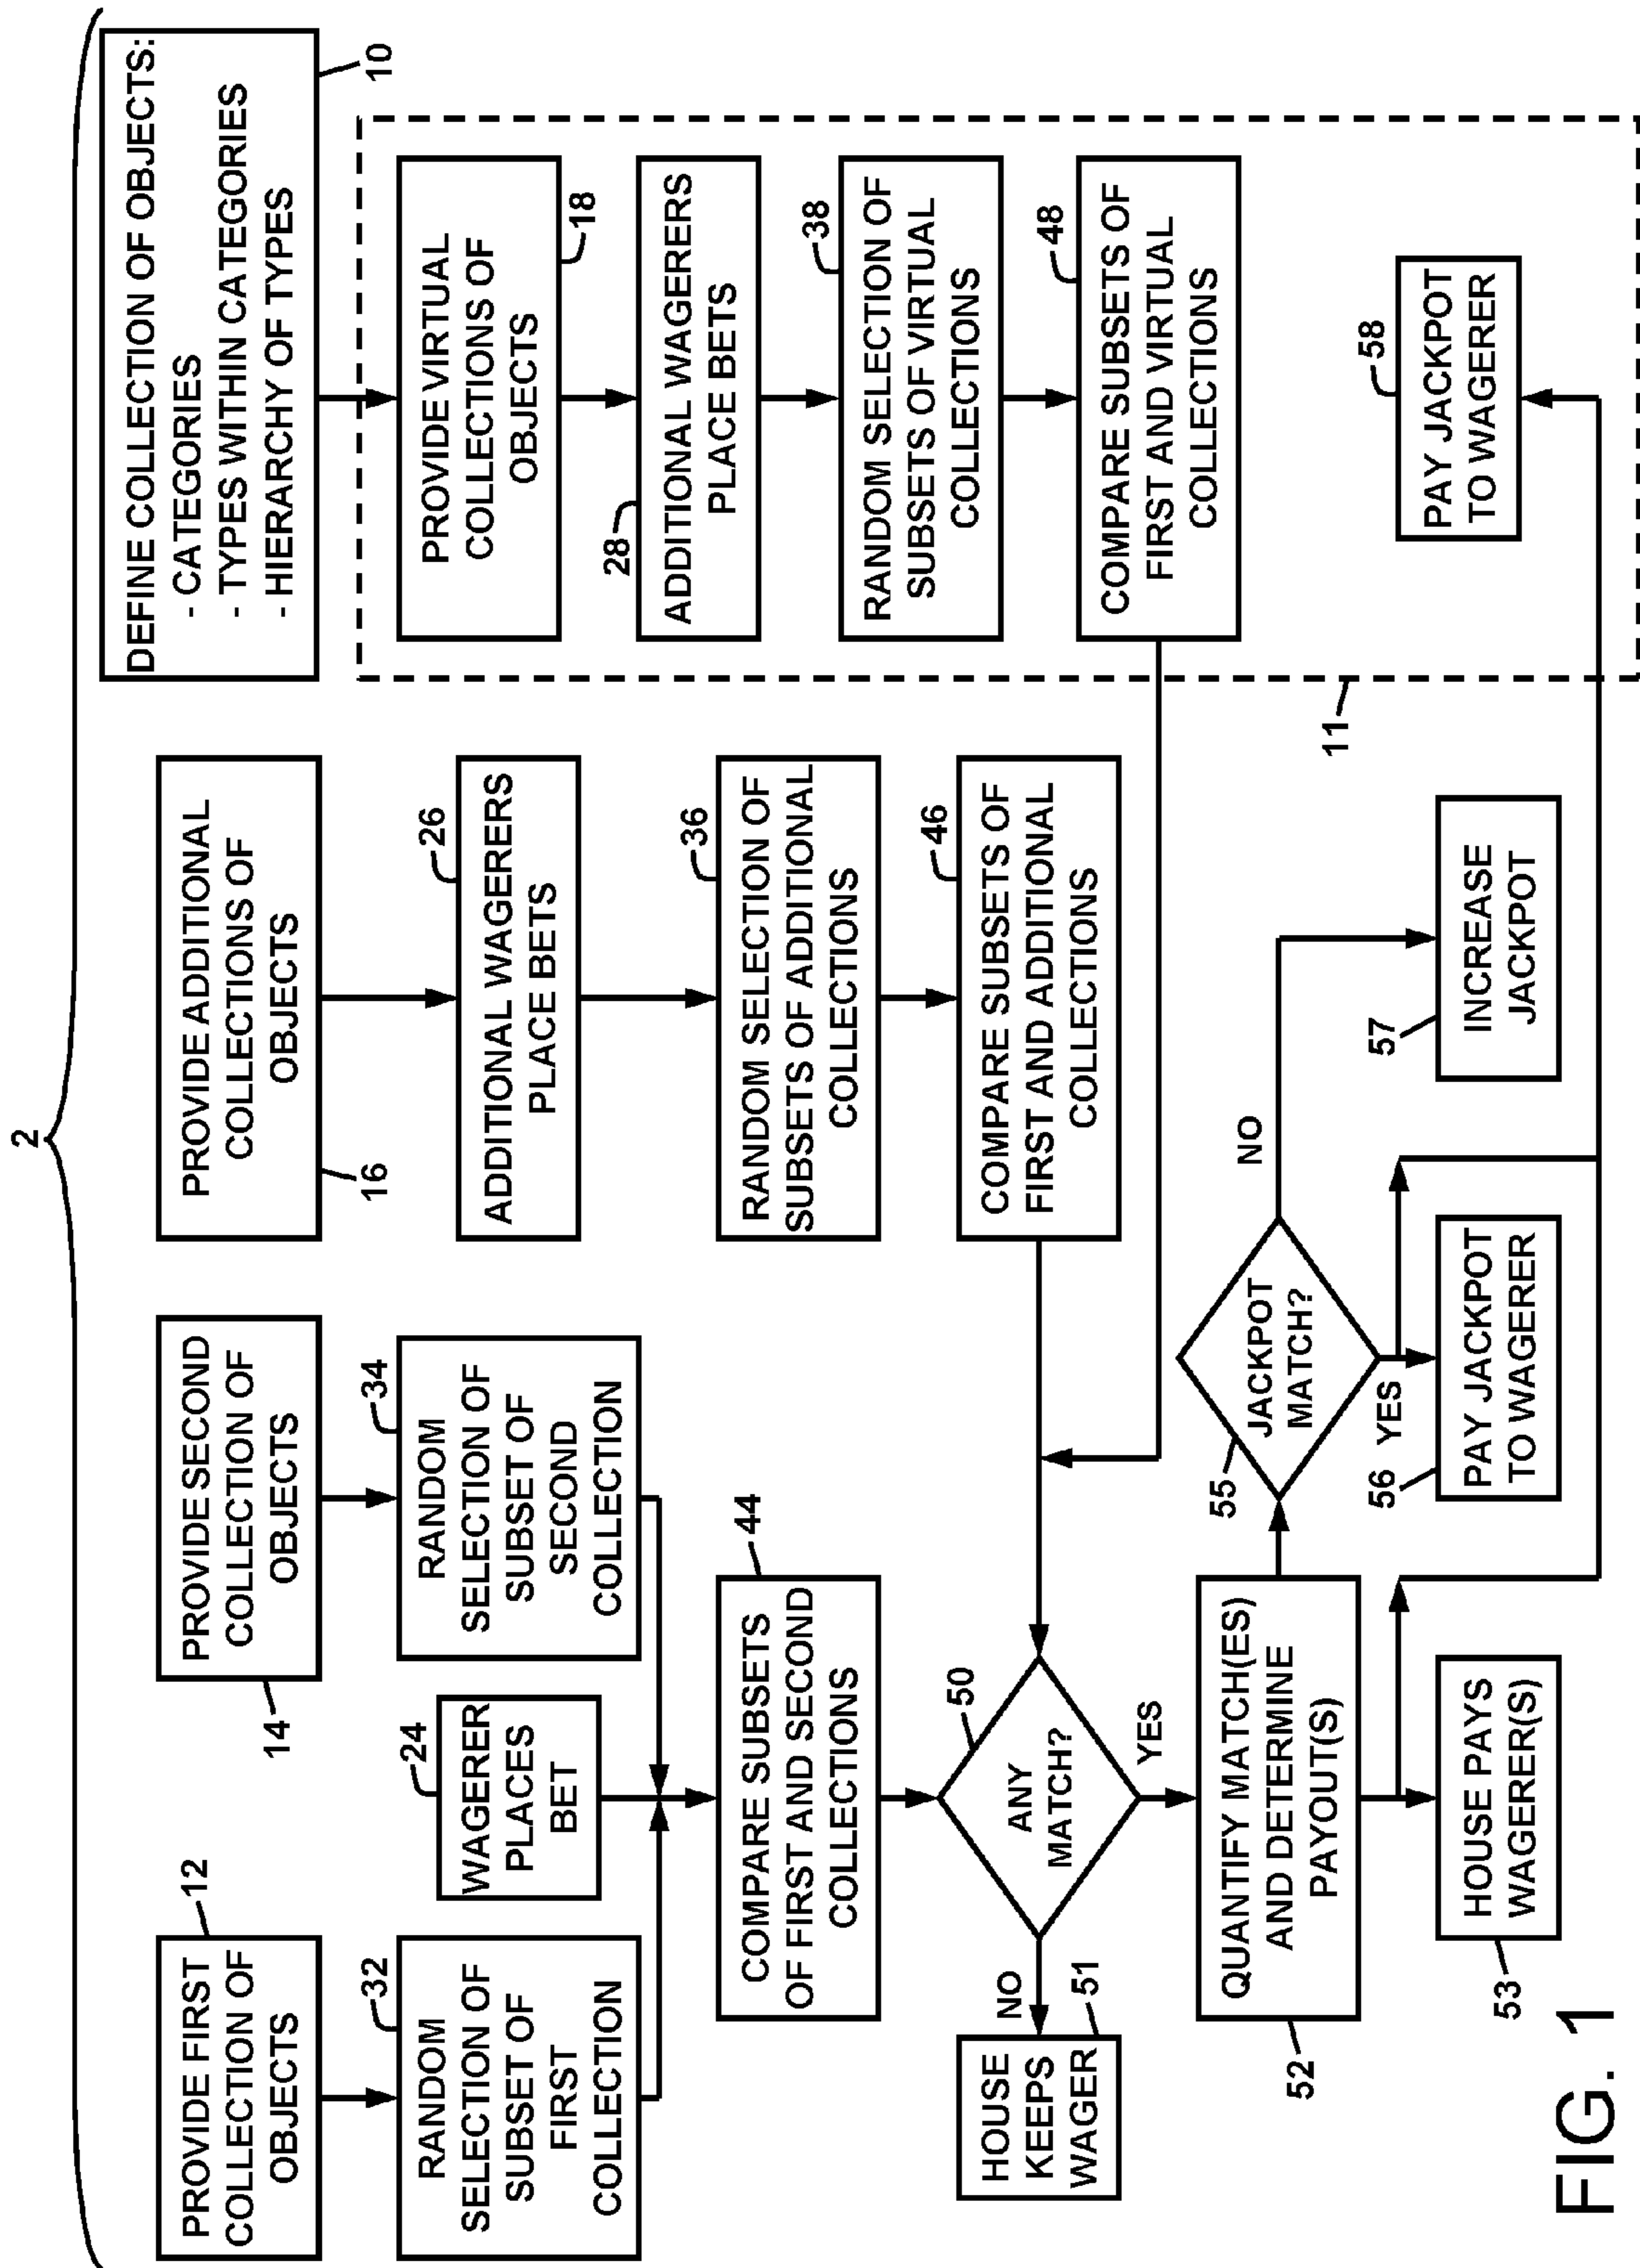 2
DEFINE COLLECTION OF OBJECTS:
- CATEGORIES
- TYPES WITHIN CATEGORIES
- HIERARCHY OF TYPES
10
PROVIDE FIRST
COLLECTION OF
OBJECTS
12
PROVIDE SECOND
COLLECTION OF
OBJECTS
14
PROVIDE ADDITIONAL
COLLECTIONS OF
OBJECTS
16
PROVIDE VIRTUAL
COLLECTIONS OF
OBJECTS
18
RANDOM
SELECTION OF
SUBSET OF
FIRST
COLLECTION
32
WAGERER
PLACES
BET
24
RANDOM
SELECTION OF
SUBSET OF
SECOND
COLLECTION
34
ADDITIONAL WAGERERS
PLACE BETS
26
ADDITIONAL WAGERERS
PLACE BETS
28
COMPARE SUBSETS
OF FIRST AND SECOND
COLLECTIONS
44
RANDOM SELECTION OF
SUBSETS OF ADDITIONAL
COLLECTIONS
36
RANDOM SELECTION OF
SUBSETS OF VIRTUAL
COLLECTIONS
38
HOUSE
KEEPS
WAGER
51
NO
ANY
MATCH?
50
YES
COMPARE SUBSETS OF
FIRST AND ADDITIONAL
COLLECTIONS
46
COMPARE SUBSETS OF
FIRST AND VIRTUAL
COLLECTIONS
48
QUANTIFY MATCH(ES)
AND DETERMINE
PAYOUT(S)
52
JACKPOT
MATCH?
55
NO
YES
11
HOUSE PAYS
WAGERER(S)
53
PAY JACKPOT
TO WAGERER
56
INCREASE
JACKPOT
57
PAY JACKPOT
TO WAGERER
58
FIG. 1